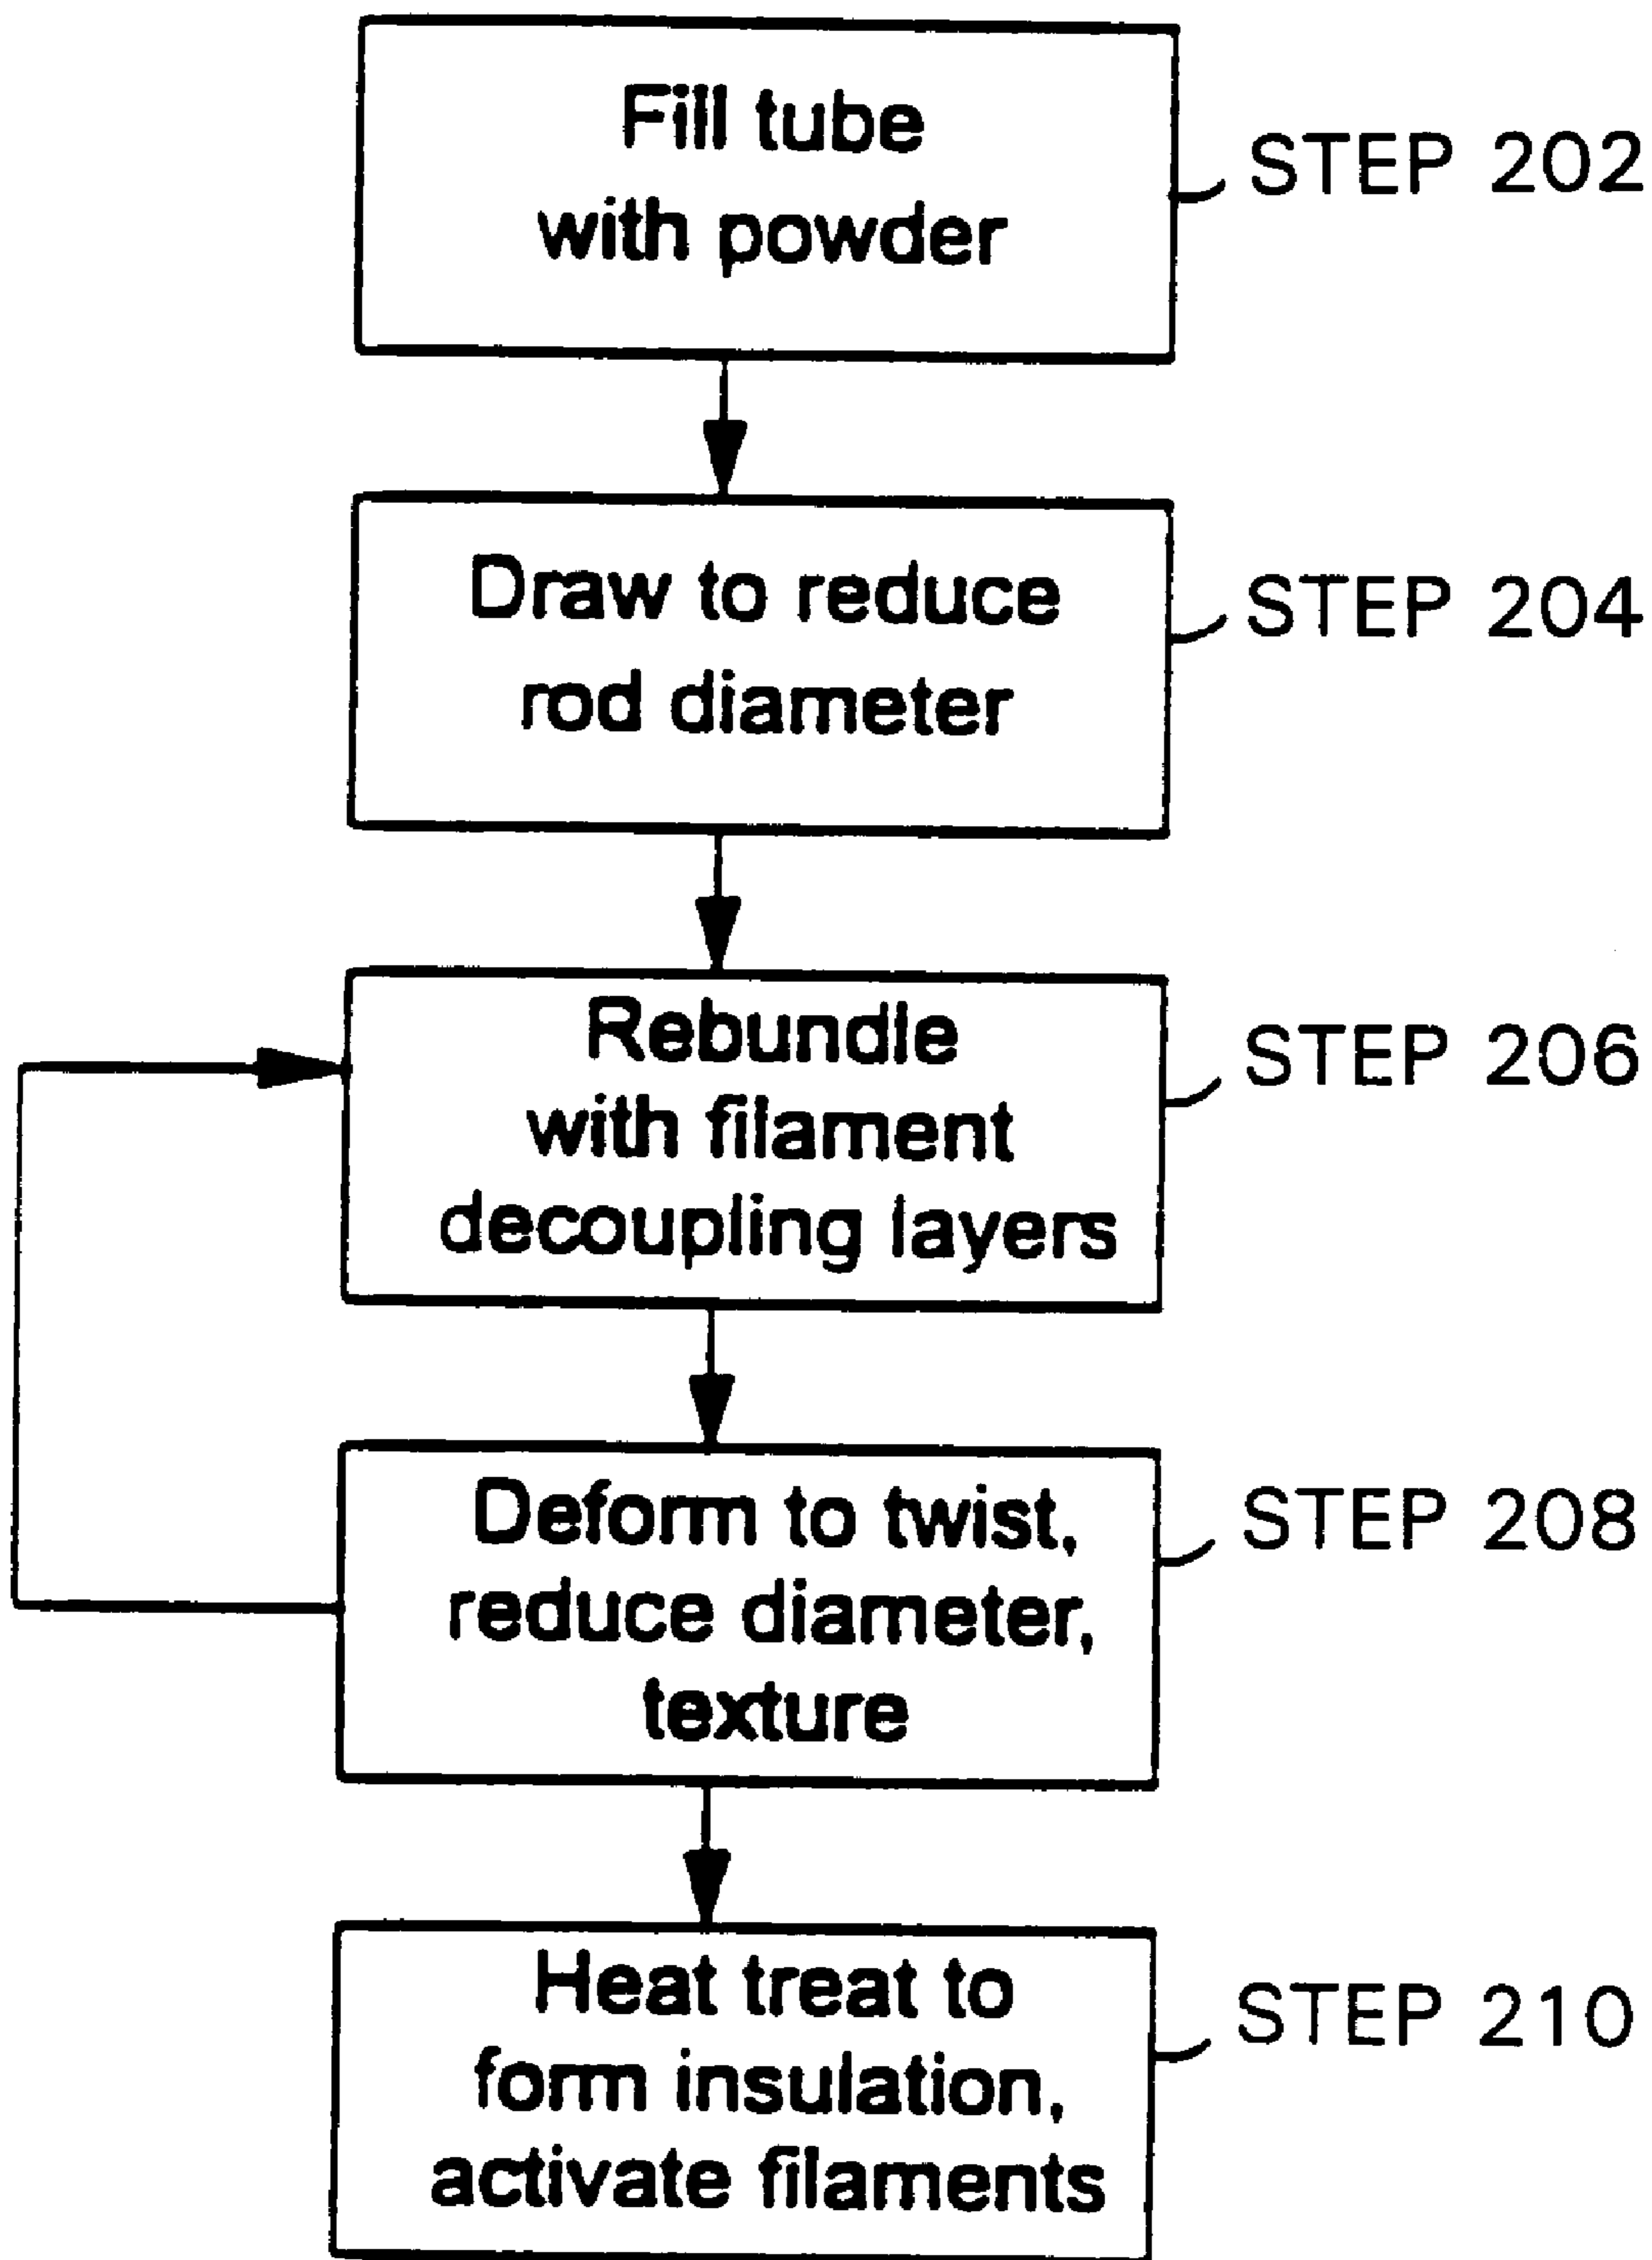 Fill tube
with powder
STEP 202
Draw to reduce
rod diameter
STEP 204
Rebundle
with filament
decoupling layers
STEP 206
Deform to twist,
reduce diameter,
texture
STEP 208
Heat treat to
form insulation,
activate filaments
STEP 210